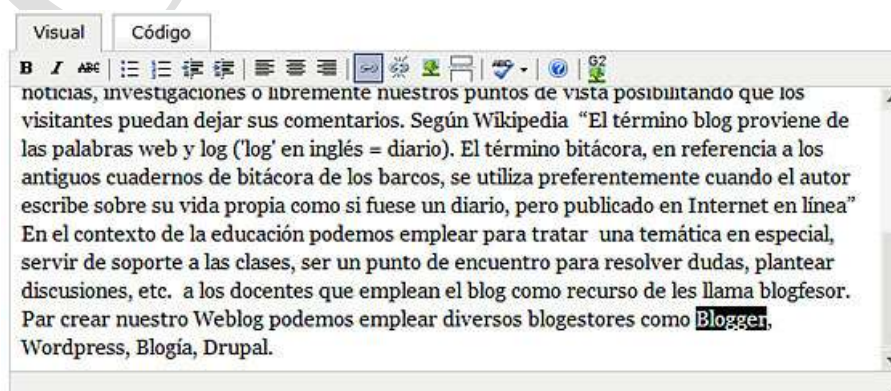 Visual Código
B I ABC ABC G2
noticias, investigaciones o libremente nuestros puntos de vista posibilitando que los
visitantes puedan dejar sus comentarios. Según Wikipedia “El término blog proviene de
las palabras web y log ('log' en inglés = diario). El término bitácora, en referencia a los
antiguos cuadernos de bitácora de los barcos, se utiliza preferentemente cuando el autor
escribe sobre su vida propia como si fuese un diario, pero publicado en Internet en línea”
En el contexto de la educación podemos emplear para tratar una temática en especial,
servir de soporte a las clases, ser un punto de encuentro para resolver dudas, plantear
discusiones, etc. a los docentes que emplean el blog como recurso de les llama blogfesor.
Par crear nuestro Weblog podemos emplear diversos blogestores como Blogger,
Wordpress, Blogía, Drupal.